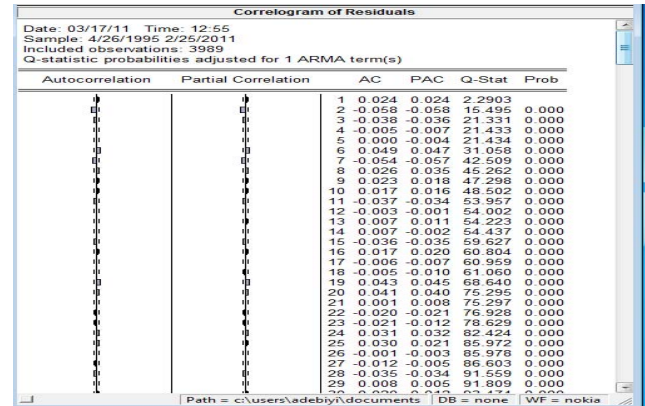 Correlogram of Residuals
Date: 03/17/11 Time: 12:55
Sample: 4/26/1995 2/25/2011
Included observations: 3989
Q-statistic probabilities adjusted for 1 ARMA term(s)
Autocorrelation Partial Correlation AC PAC Q-Stat Prob
1 0.024 0.024 2.2903
2 -0.058 -0.058 15.495 0.000
3 -0.038 -0.036 21.331 0.000
4 -0.005 -0.007 21.433 0.000
5 0.000 -0.004 21.434 0.000
6 0.049 0.047 31.058 0.000
7 -0.054 -0.057 42.509 0.000
8 0.026 0.035 45.262 0.000
9 0.023 0.018 47.298 0.000
10 0.017 0.016 48.502 0.000
11 -0.037 -0.034 53.957 0.000
12 -0.003 -0.001 54.002 0.000
13 0.007 0.011 54.223 0.000
14 0.007 -0.002 54.437 0.000
15 -0.036 -0.035 59.627 0.000
16 0.017 0.020 60.804 0.000
17 -0.006 -0.007 60.959 0.000
18 -0.005 -0.010 61.060 0.000
19 0.043 0.045 68.640 0.000
20 0.041 0.040 75.295 0.000
21 0.001 0.008 75.297 0.000
22 -0.020 -0.021 76.928 0.000
23 -0.021 -0.012 78.629 0.000
24 0.031 0.032 82.424 0.000
25 0.030 0.021 85.972 0.000
26 -0.001 -0.003 85.978 0.000
27 -0.012 -0.005 86.603 0.000
28 -0.035 -0.034 91.559 0.000
29 0.008 0.005 91.809 0.000
Path = c:\users\adebiyi\documents DB = none WF = nokia